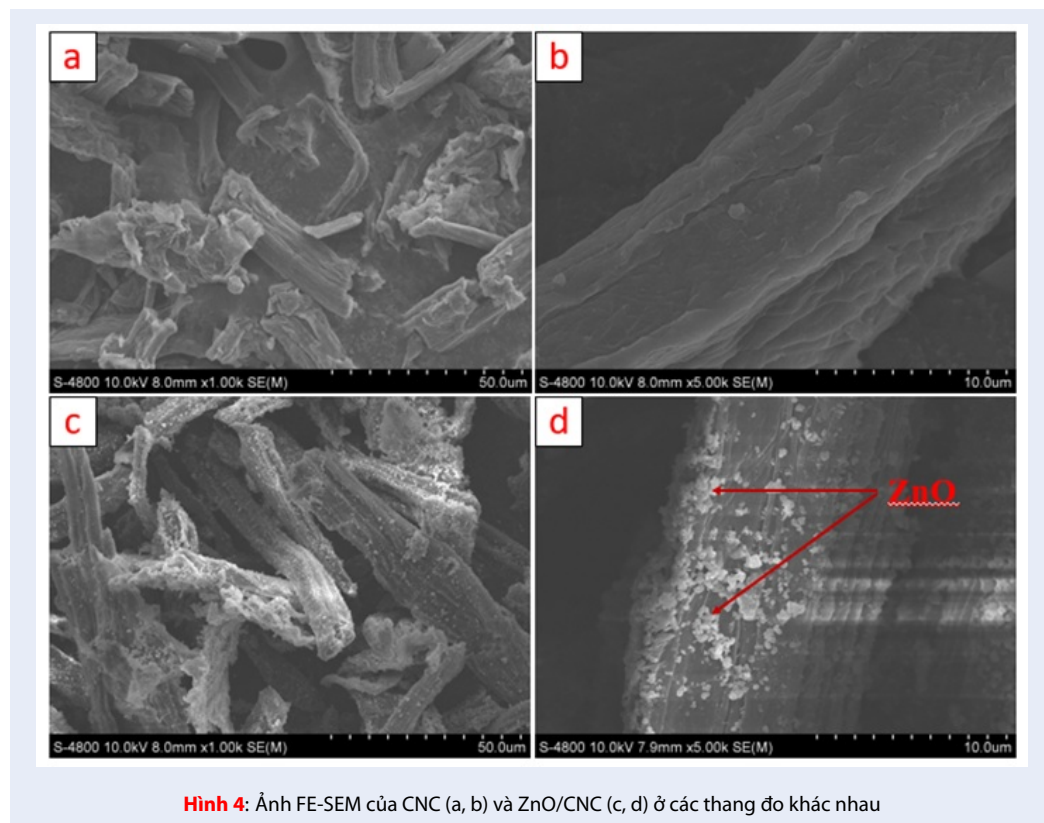 a
b
S-4800 10.0kV 8.0mm x1.00k SE(M) 50.0um
S-4800 10.0kV 8.0mm x5.00k SE(M) 10.0um
c
d
ZnO
S-4800 10.0kV 8.0mm x1.00k SE(M) 50.0um
S-4800 10.0kV 7.9mm x5.00k SE(M) 10.0um
Hình 4: Ảnh FE-SEM của CNC (a, b) và ZnO/CNC (c, d) ở các thang đo khác nhau